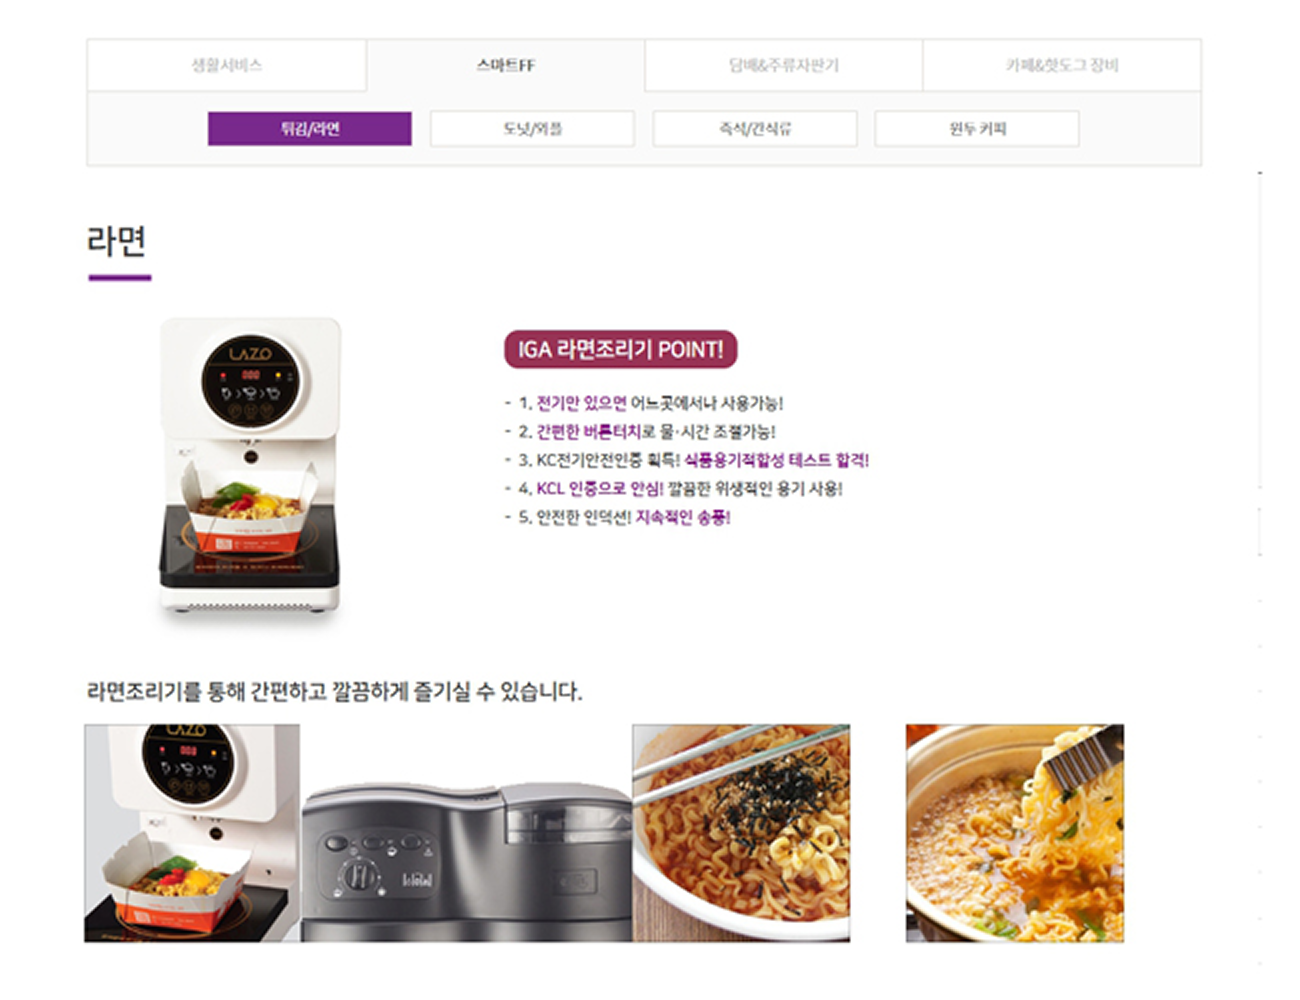 생활서비스
스마트FF
담배&주류자판기
카페&핫도그 장비
튀김/라면
도넛/와플
즉석/간식류
원두 커피
라면
LAZO
000
IGA 라면조리기 POINT!
- 1. 전기만 있으면 어느곳에서나 사용가능!
- 2. 간편한 버튼터치로 물·시간 조절가능!
- 3. KC전기안전인증 획득! 식품용기적합성 테스트 합격!
- 4. KCL 인증으로 안심! 깔끔한 위생적인 용기 사용!
- 5. 안전한 인덕션! 지속적인 송풍!
라면조리기를 통해 간편하고 깔끔하게 즐기실 수 있습니다.
LAZO
000